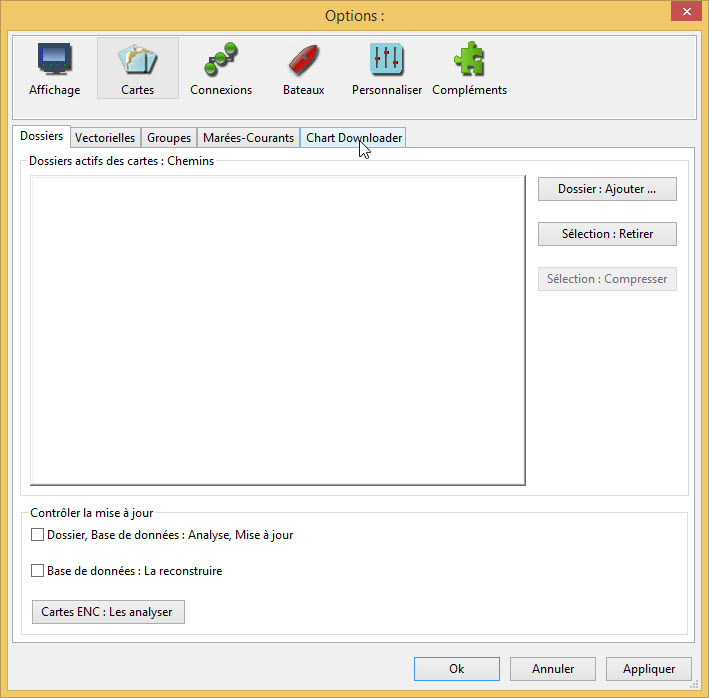 Options :
Affichage Cartes Connexions Bateaux Personnaliser Compléments
Dossiers Vectorielles Groupes Marées-Courants Chart Downloader
Dossiers actifs des cartes : Chemins
Dossier : Ajouter ...
Sélection : Retirer
Sélection : Compresser
Contrôler la mise à jour
Dossier, Base de données : Analyse, Mise à jour
Base de données : La reconstruire
Cartes ENC : Les analyser
Ok Annuler Appliquer